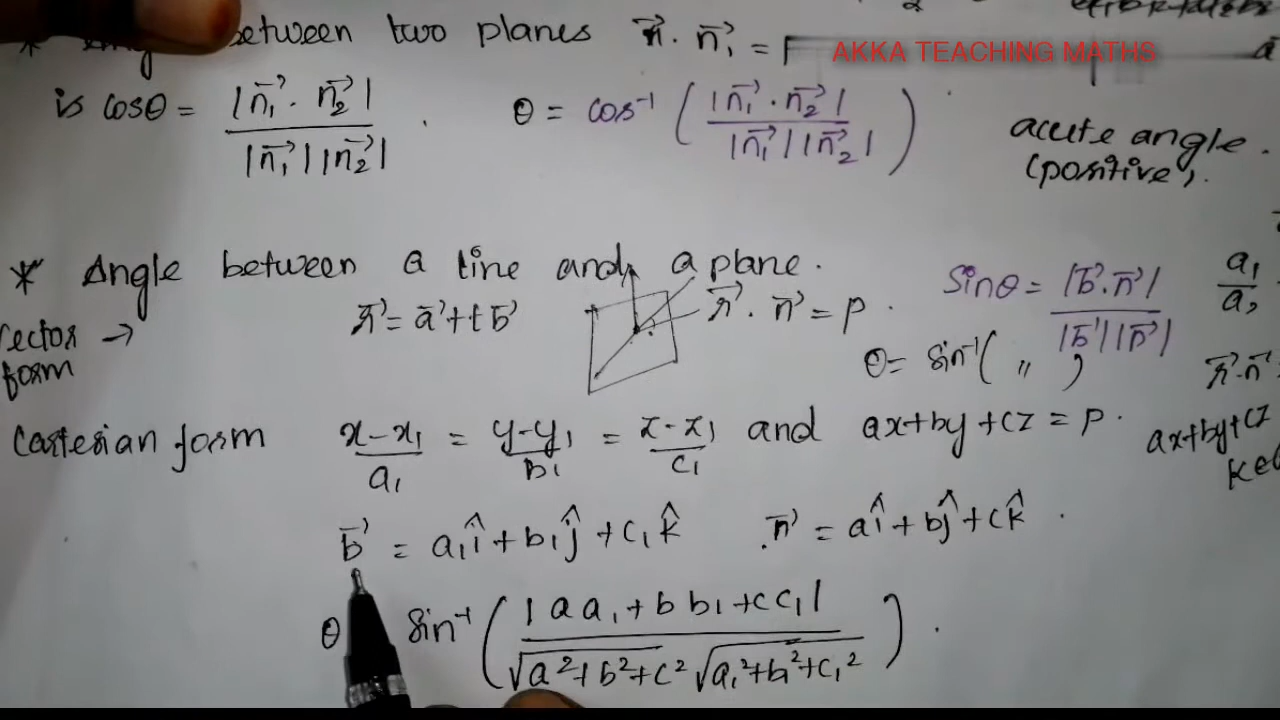 between two planes r⃗. n⃗₁ = p
AKKA TEACHING MATHS
is cosθ = |n⃗₁ . n⃗₂| / |n⃗₁| |n⃗₂| . θ = cos⁻¹ ( |n⃗₁ . n⃗₂| / |n⃗₁| |n⃗₂| )
acute angle.
(positive).
* Angle between a line and a plane.
vector → r⃗ = a⃗ + t b⃗ r⃗ . n⃗ = p.
form
sinθ = |b⃗ . n⃗| / |b⃗| |n⃗|
θ = sin⁻¹ ( " )
a₁
a₂
r⃗.n⃗
Cartesian form x-x₁ / a₁ = y-y₁ / b₁ = z-z₁ / c₁ and ax+by+cz = p.
ax+by+cz
b⃗ = a₁î + b₁ĵ + c₁k̂ n⃗ = aî + bĵ + ck̂ .
θ sin⁻¹ ( |aa₁ + bb₁ + cc₁| / √a²+b²+c² √a₁²+b₁²+c₁² ) .